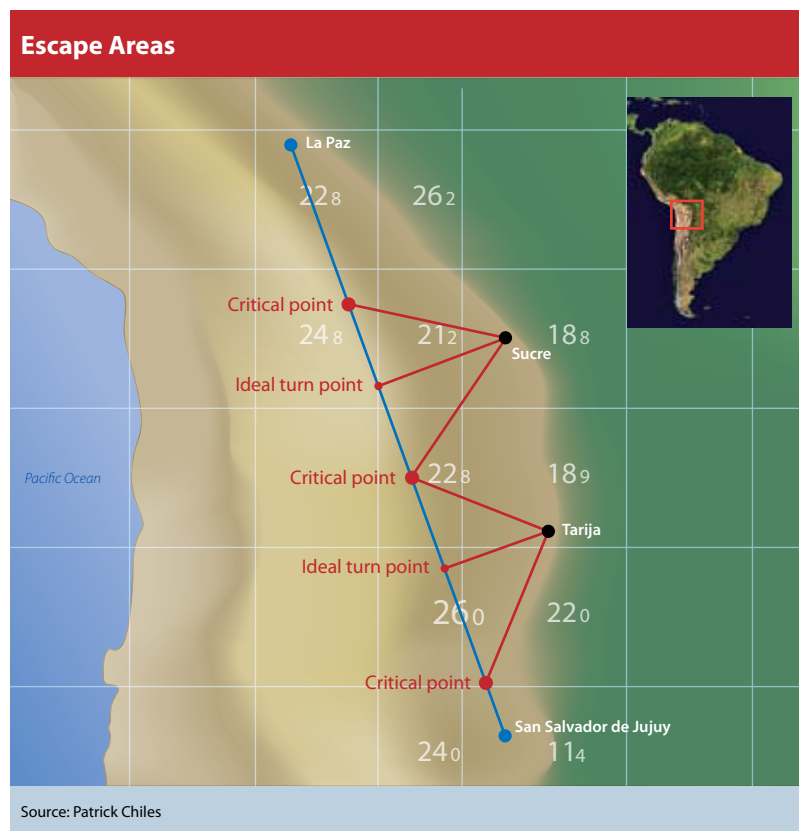 Escape Areas
La Paz
22 8
26 2
Critical point
24 8
21 2
18 8
Sucre
Ideal turn point
Critical point
22 8
18 9
Pacific Ocean
Tarija
Ideal turn point
26 0
22 0
Critical point
San Salvador de Jujuy
24 0
11 4
Source: Patrick Chiles